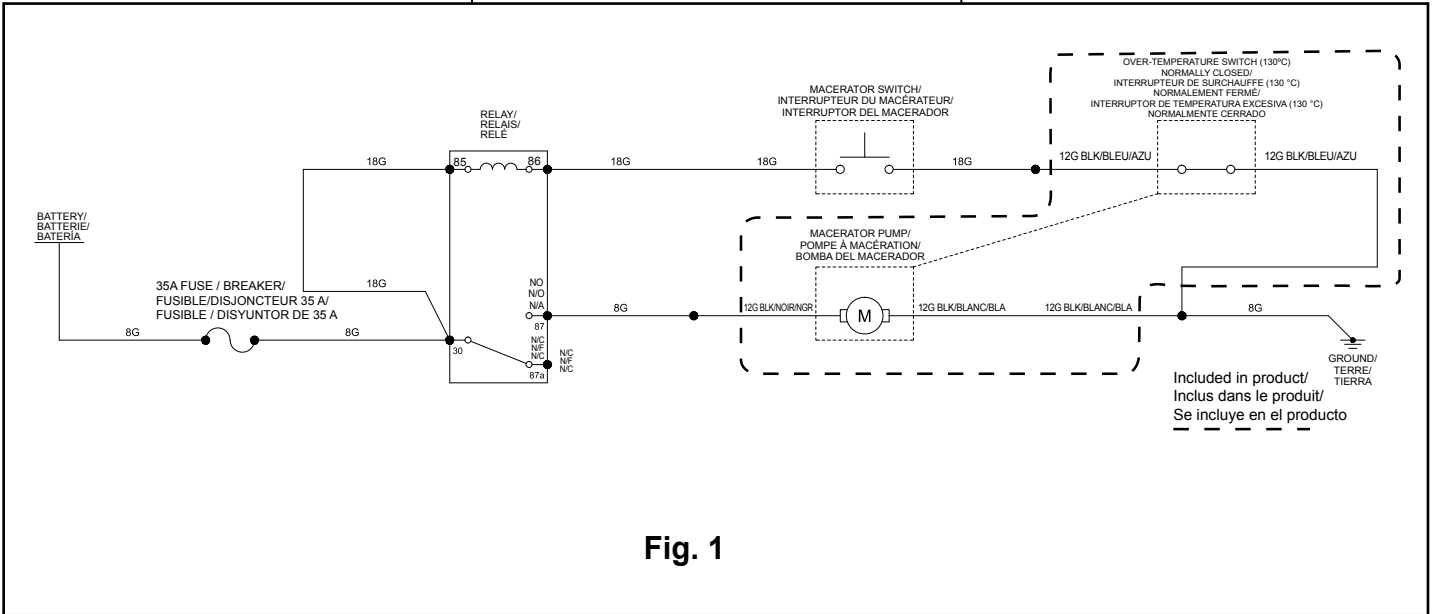 OVER-TEMPERATURE SWITCH (130ºC)
NORMALLY CLOSED/
INTERRUPTEUR DE SURCHAUFFE (130 °C)
NORMALEMENT FERMÉ/
INTERRUPTOR DE TEMPERATURA EXCESIVA (130 °C)
NORMALMENTE CERRADO
MACERATOR SWITCH/
INTERRUPTEUR DU MACÉRATEUR/
INTERRUPTOR DEL MACERADOR
RELAY/
RELAIS/
RELÉ
18G
85
86
18G
18G
18G
12G BLK/BLEU/AZU
12G BLK/BLEU/AZU
BATTERY/
BATTERIE/
BATERÍA
MACERATOR PUMP/
POMPE À MACÉRATION/
BOMBA DEL MACERADOR
35A FUSE / BREAKER/
FUSIBLE/DISJONCTEUR 35 A/
FUSIBLE / DISYUNTOR DE 35 A
18G
NO
N/O
N/A
87
8G
12G BLK/NOIR/NGR
M
12G BLK/BLANC/BLA
12G BLK/BLANC/BLA
8G
8G
8G
30
N/C
N/F
N/C
87a
N/C
N/F
N/C
GROUND/
TERRE/
TIERRA
Included in product/
Inclus dans le produit/
Se incluye en el producto
Fig. 1